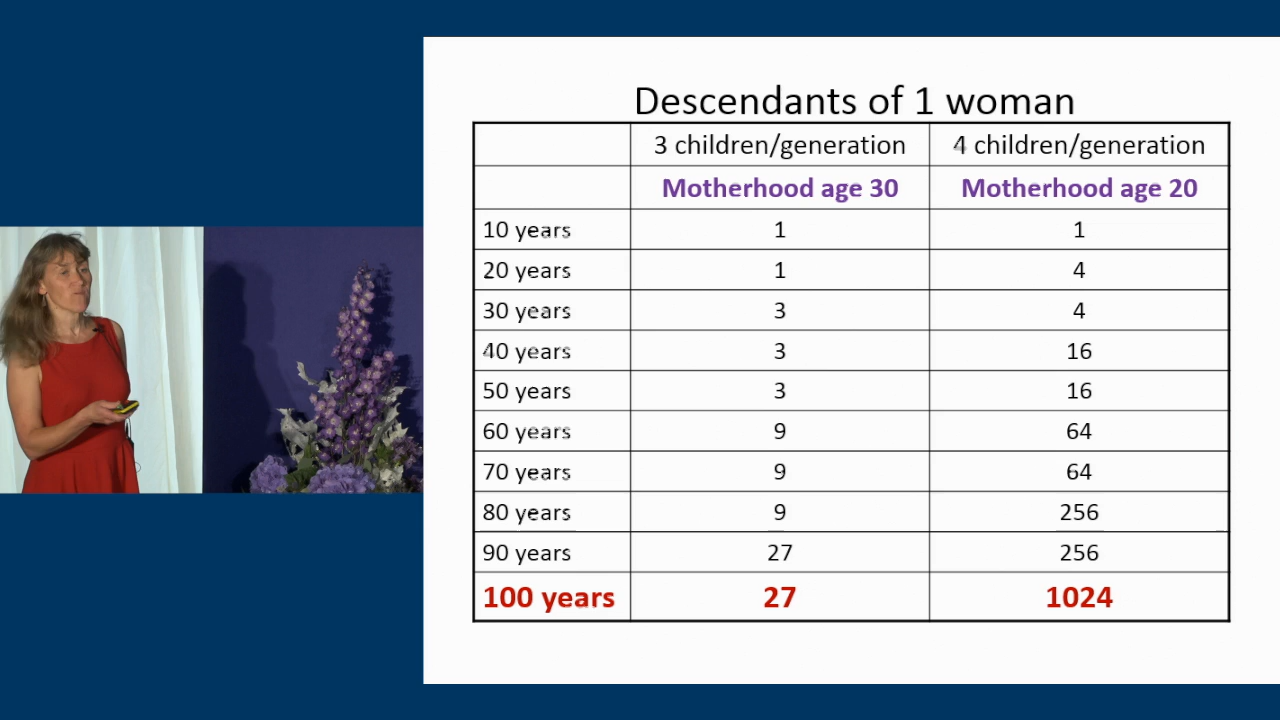 Descendants of 1 woman
3 children/generation 4 children/generation
Motherhood age 30 Motherhood age 20
10 years 1 1
20 years 1 4
30 years 3 4
40 years 3 16
50 years 3 16
60 years 9 64
70 years 9 64
80 years 9 256
90 years 27 256
100 years 27 1024